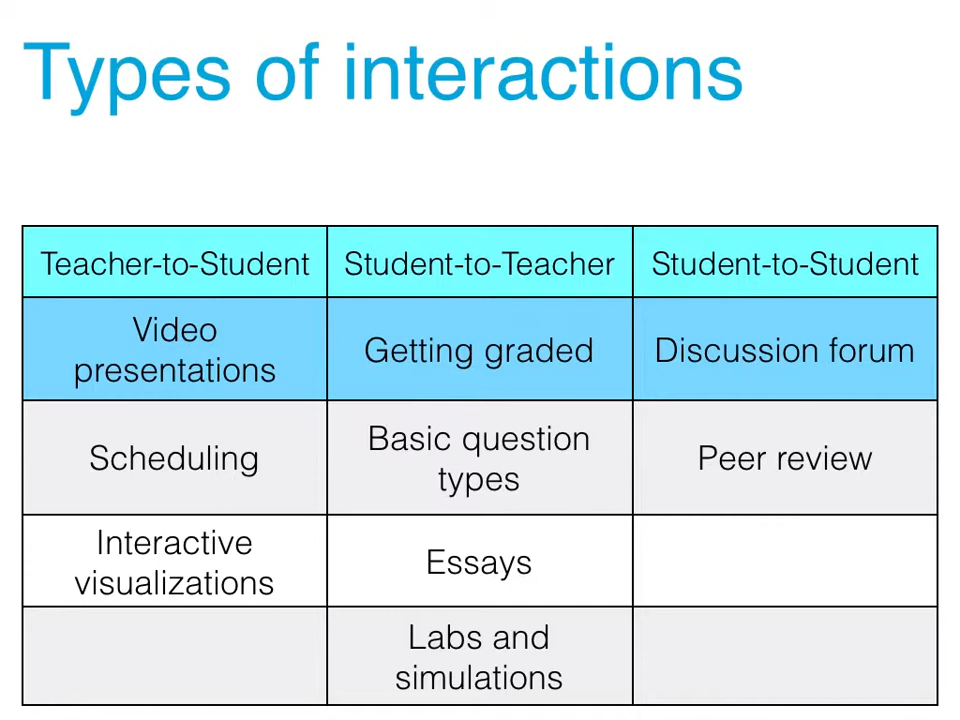 Types of interactions
Teacher-to-Student
Student-to-Teacher
Student-to-Student
Video
presentations
Getting graded
Discussion forum
Scheduling
Basic question
types
Peer review
Interactive
visualizations
Essays
Labs and
simulations